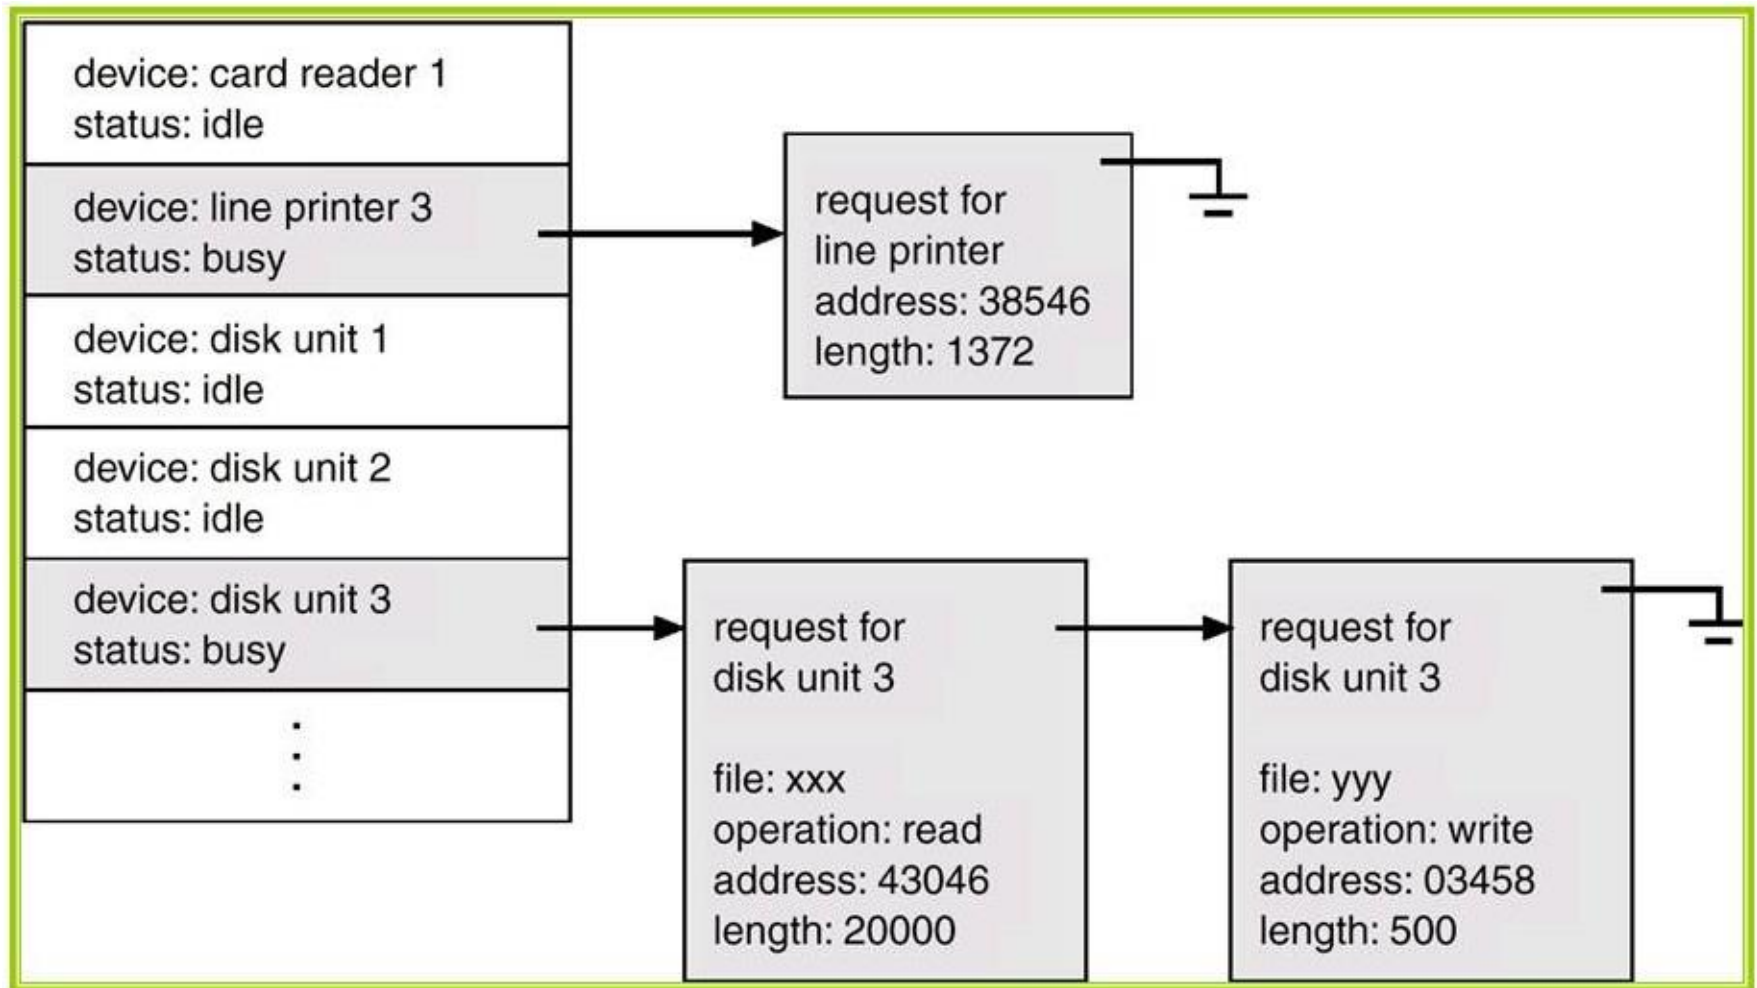 device: card reader 1
status: idle
device: line printer 3
status: busy
device: disk unit 1
status: idle
device: disk unit 2
status: idle
device: disk unit 3
status: busy
request for
line printer
address: 38546
length: 1372
request for
disk unit 3
file: xxx
operation: read
address: 43046
length: 20000
request for
disk unit 3
file: yyy
operation: write
address: 03458
length: 500